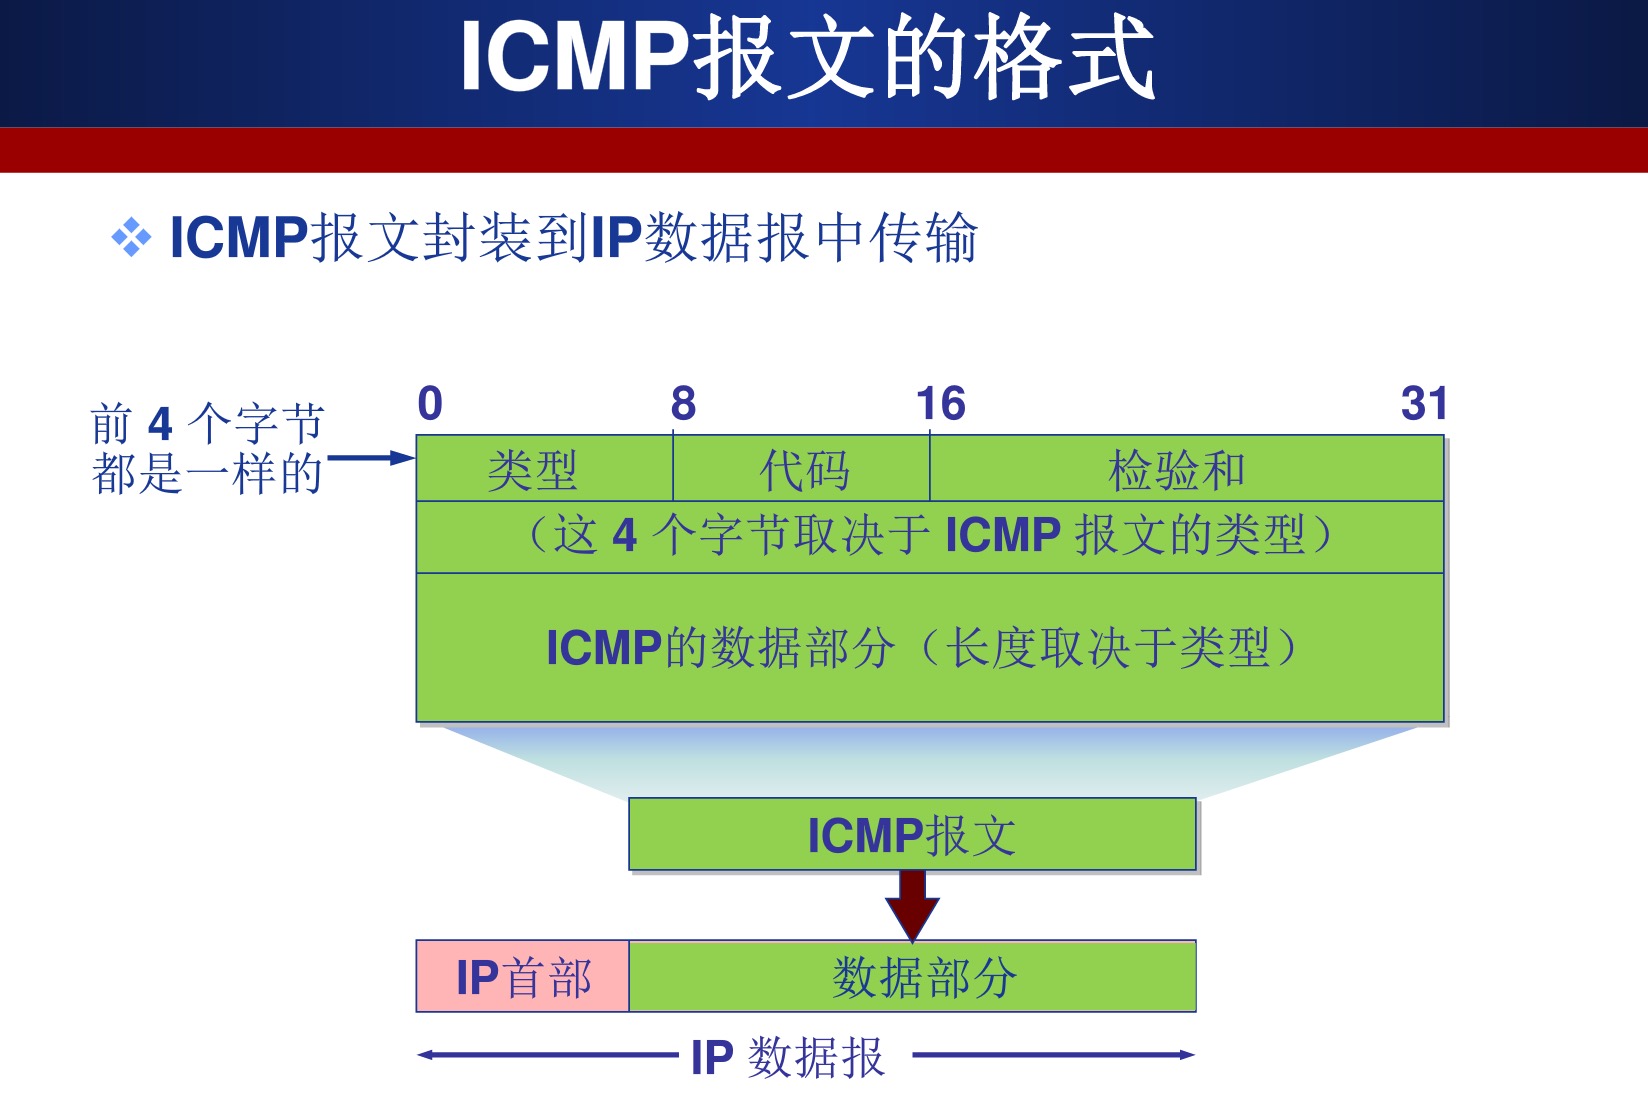 ICMP报文的格式
ICMP报文封装到IP数据报中传输
0 8 16 31
前 4 个字节
都是一样的
类型 代码 检验和
（这 4 个字节取决于 ICMP 报文的类型）
ICMP的数据部分（长度取决于类型）
ICMP报文
IP首部 数据部分
IP 数据报